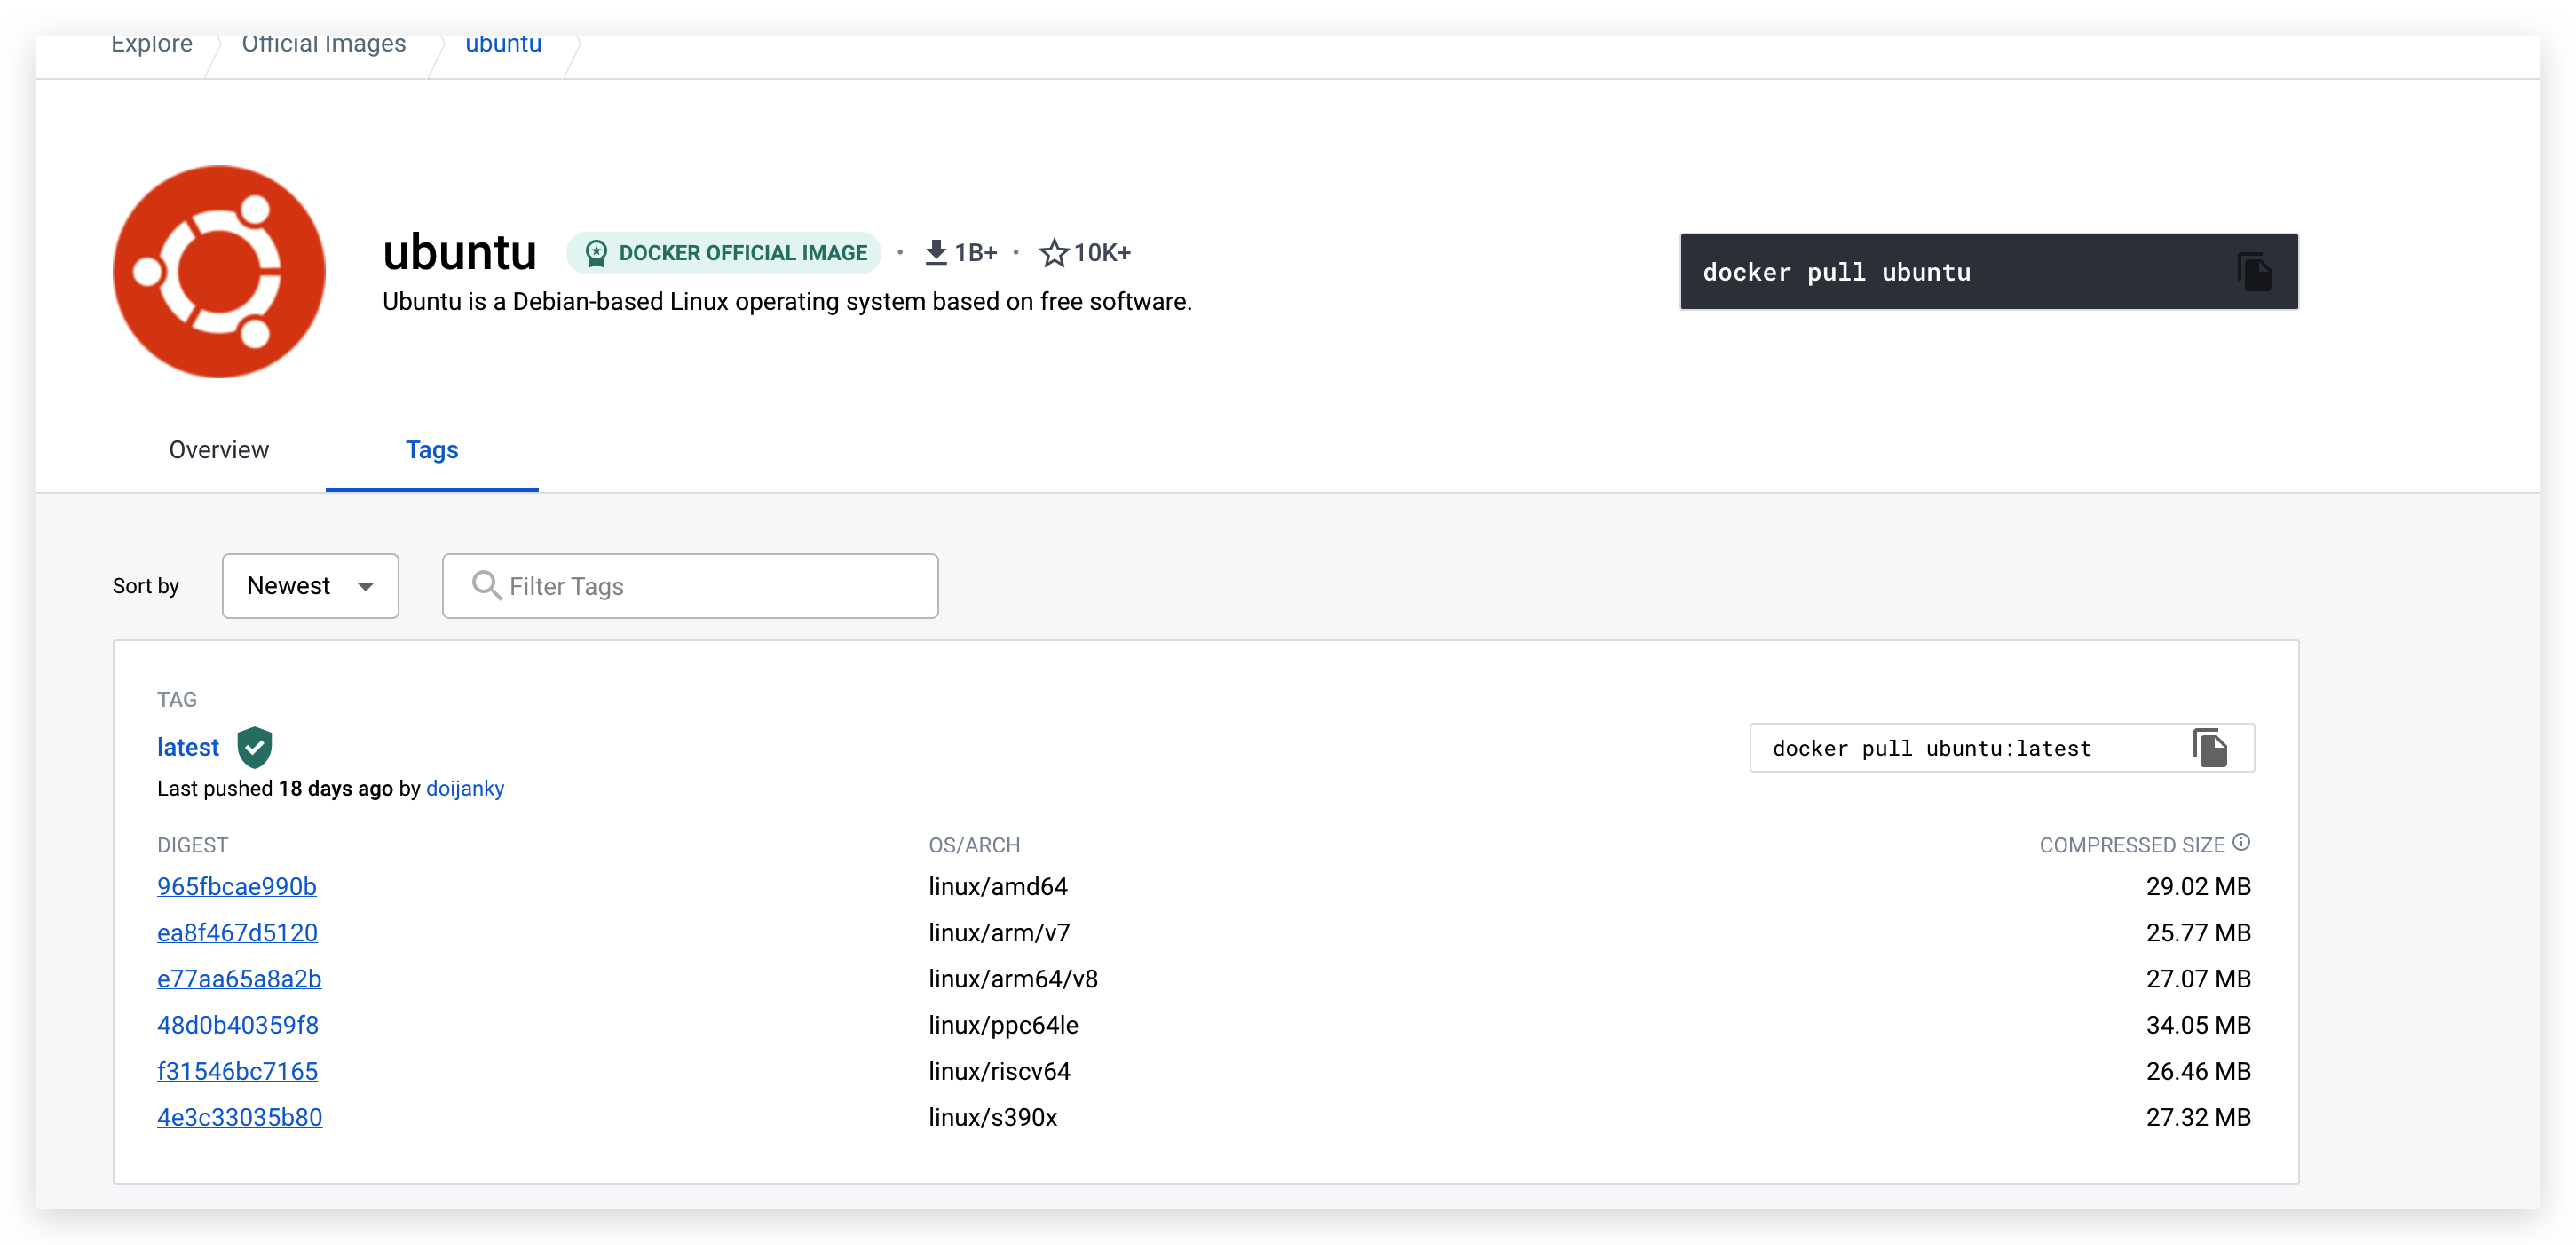 Explore Official Images ubuntu
ubuntu DOCKER OFFICIAL IMAGE · 1B+ · 10K+
Ubuntu is a Debian-based Linux operating system based on free software.
docker pull ubuntu
Overview Tags
Sort by Newest Filter Tags
TAG
latest
docker pull ubuntu:latest
Last pushed 18 days ago by doijanky
DIGEST OS/ARCH COMPRESSED SIZE
965fbcae990b linux/amd64 29.02 MB
ea8f467d5120 linux/arm/v7 25.77 MB
e77aa65a8a2b linux/arm64/v8 27.07 MB
48d0b40359f8 linux/ppc64le 34.05 MB
f31546bc7165 linux/riscv64 26.46 MB
4e3c33035b80 linux/s390x 27.32 MB